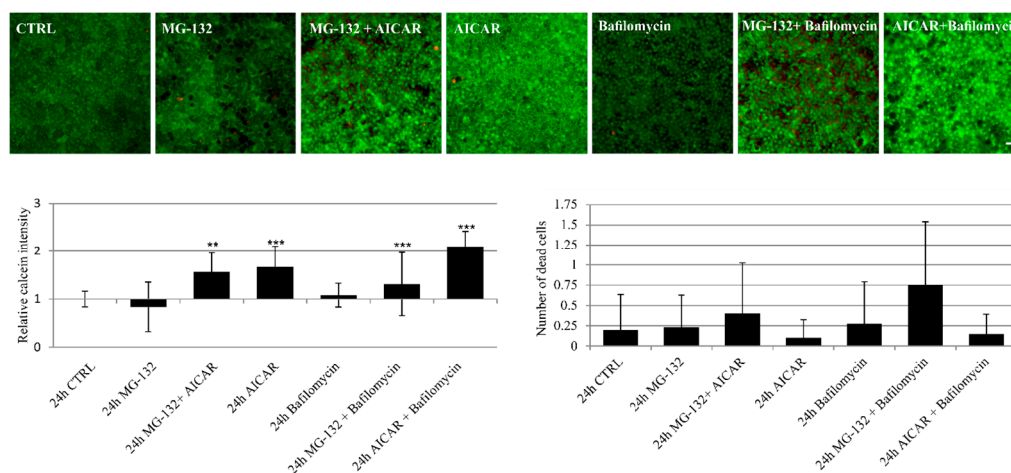 CTRL
MG-132
MG-132 + AICAR
AICAR
Bafilomycin
MG-132+ Bafilomycin
AICAR+Bafilomycin
Relative calcein intensity
3
2
1
0
**
***
***
***
24h CTRL
24h MG-132
24h MG-132+ AICAR
24h AICAR
24h Bafilomycin
24h MG-132 + Bafilomycin
24h AICAR + Bafilomycin
Number of dead cells
1.75
1.5
1.25
1
0.75
0.5
0.25
0
24h CTRL
24h MG-132
24h MG-132+ AICAR
24h AICAR
24h Bafilomycin
24h MG-132 + Bafilomycin
24h AICAR + Bafilomycin